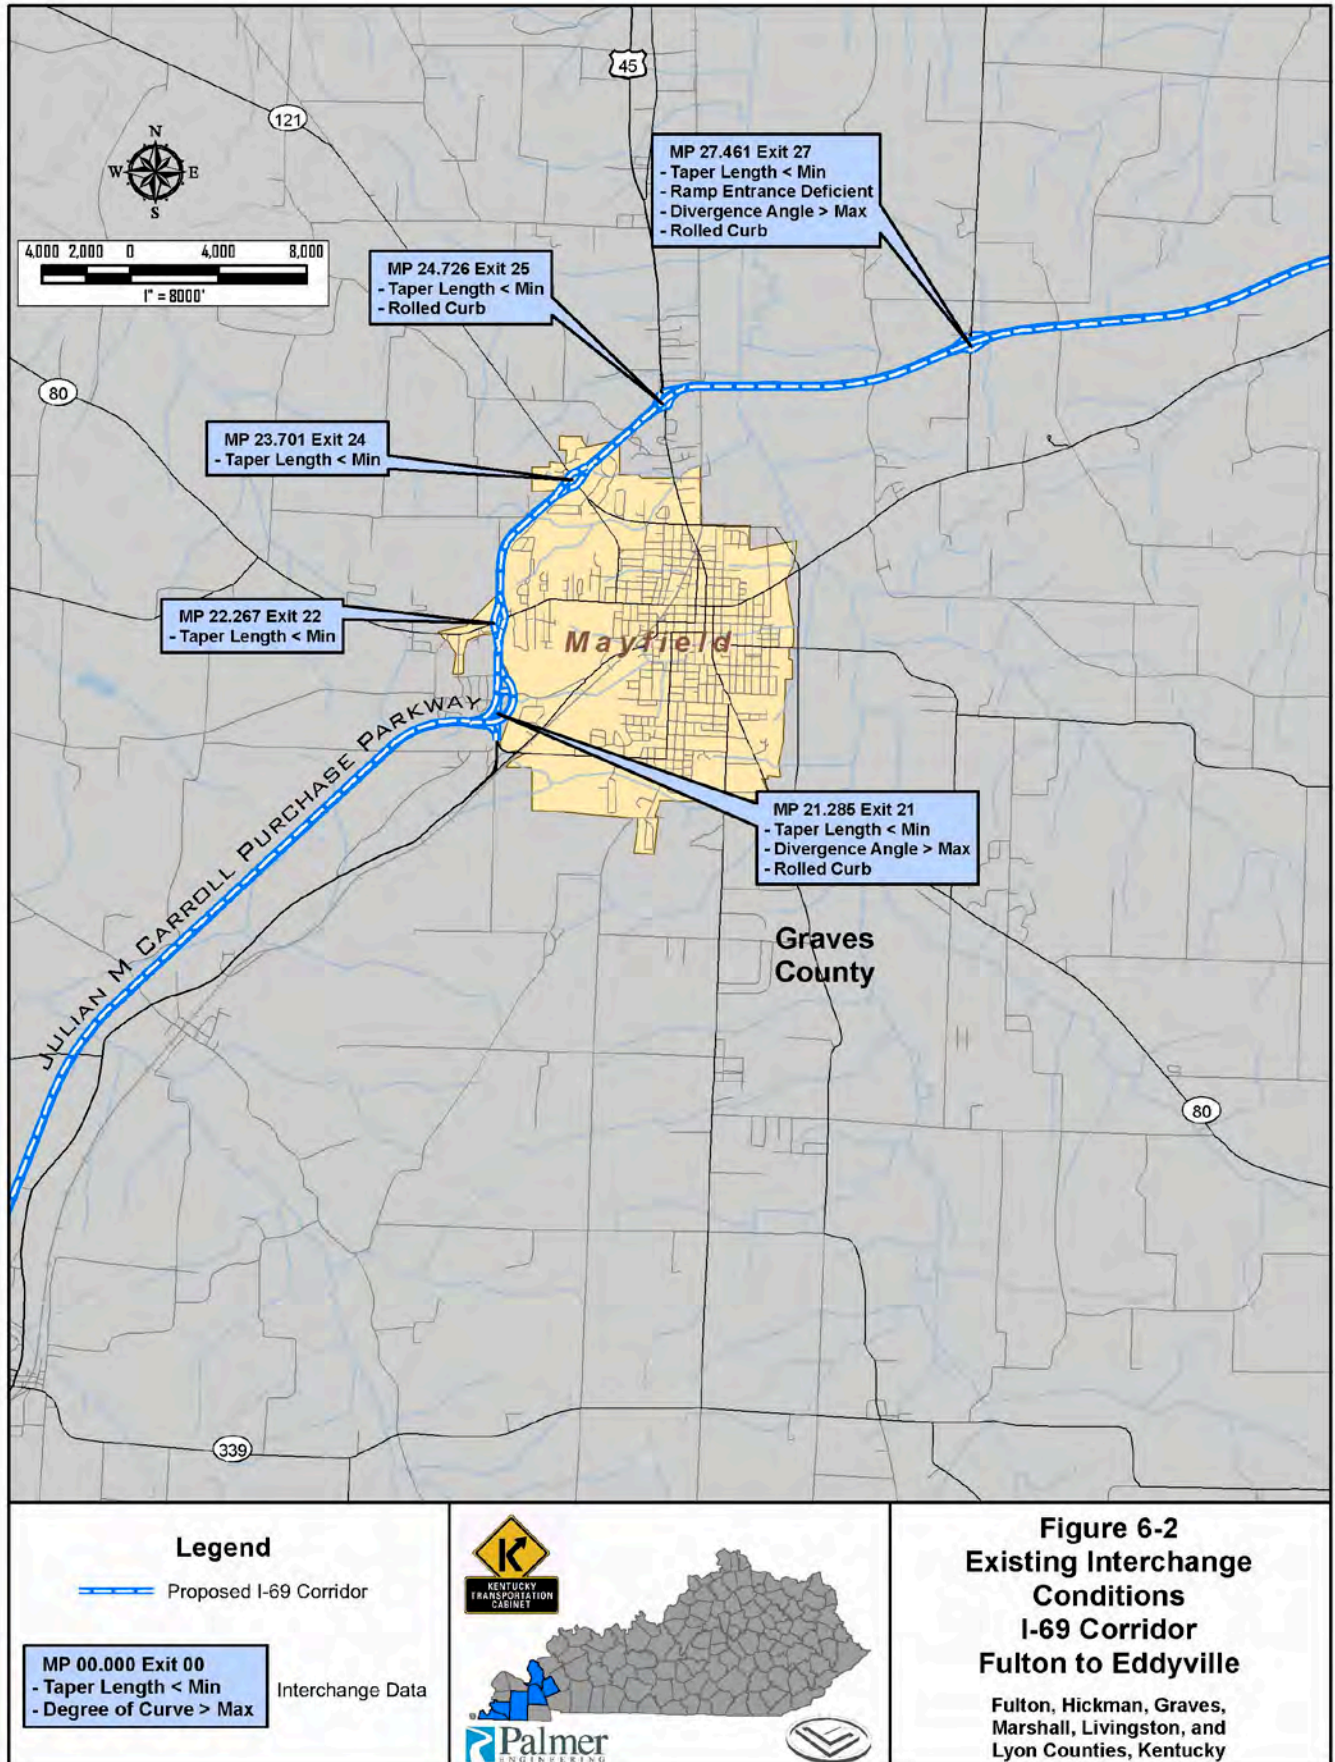 45
121
N
W E
S
4,000 2,000 0 4,000 8,000
1" = 8000'
MP 27.461 Exit 27
- Taper Length < Min
- Ramp Entrance Deficient
- Divergence Angle > Max
- Rolled Curb
MP 24.726 Exit 25
- Taper Length < Min
- Rolled Curb
80
MP 23.701 Exit 24
- Taper Length < Min
MP 22.267 Exit 22
- Taper Length < Min
Mayfield
JULIAN M CARROLL PURCHASE PARKWAY
MP 21.285 Exit 21
- Taper Length < Min
- Divergence Angle > Max
- Rolled Curb
Graves
County
80
339
Legend
Proposed I-69 Corridor
MP 00.000 Exit 00
- Taper Length < Min
- Degree of Curve > Max
Interchange Data
KENTUCKY
TRANSPORTATION
CABINET
Palmer
ENGINEERING
Figure 6-2
Existing Interchange
Conditions
I-69 Corridor
Fulton to Eddyville
Fulton, Hickman, Graves,
Marshall, Livingston, and
Lyon Counties, Kentucky